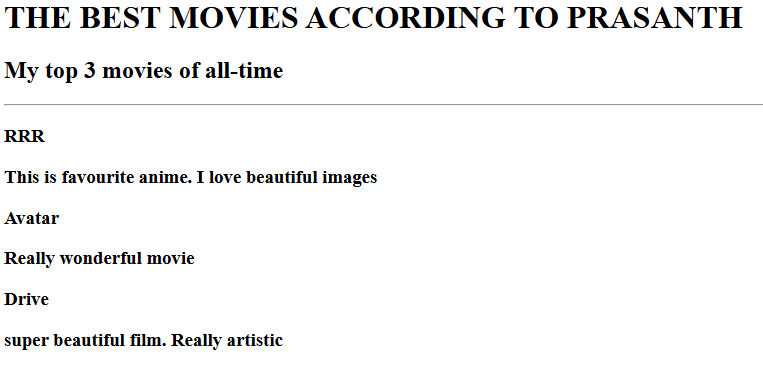 THE BEST MOVIES ACCORDING TO PRASANTH
My top 3 movies of all-time
RRR
This is favourite anime. I love beautiful images
Avatar
Really wonderful movie
Drive
super beautiful film. Really artistic